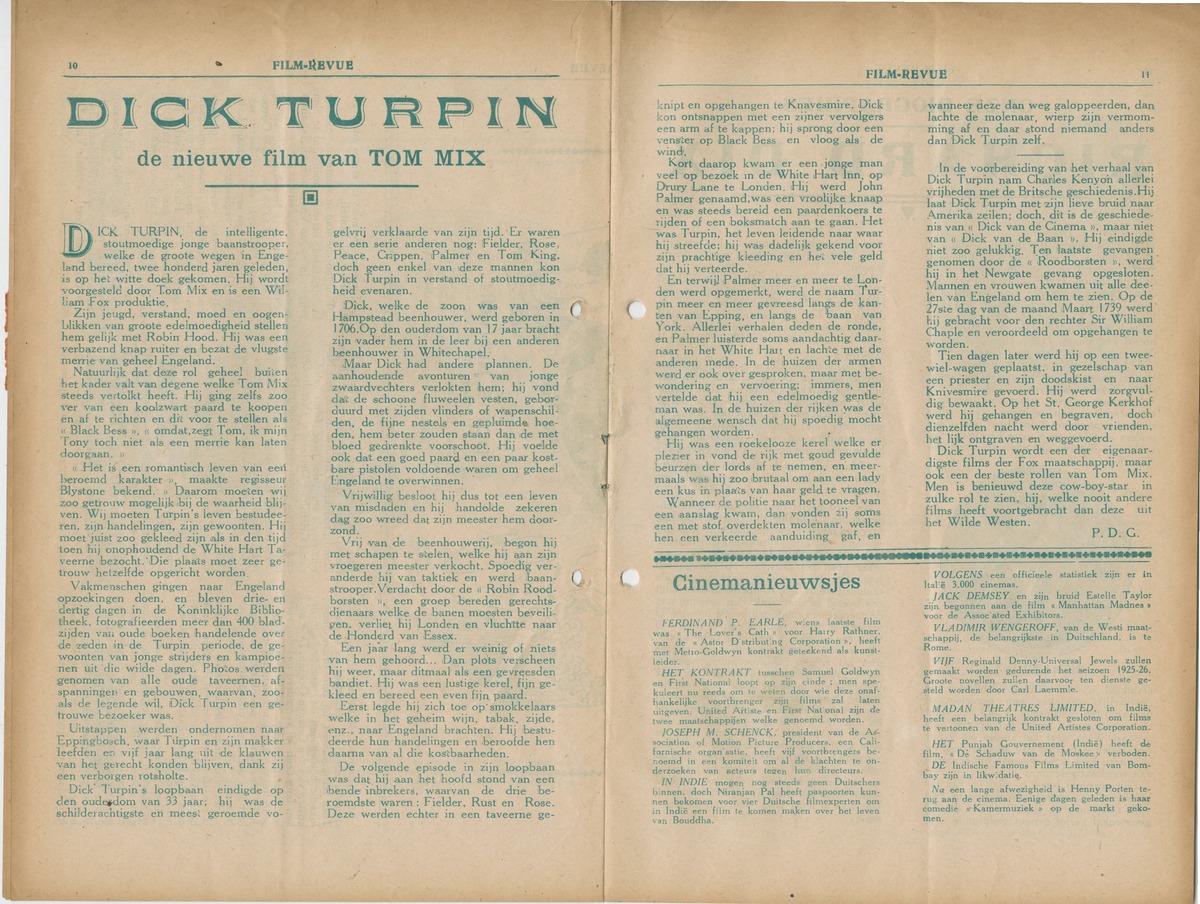 10
FILM-REVUE
DICK TURPIN
de nieuwe film van TOM MIX
DICK TURPIN, de intelligente,
stoutmoedige jonge baanstrooper,
welke de groote wegen in Enge-
land bereed, twee honderd jaren geleden,
is op het witte doek gekomen. Hij wordt
voorgesteld door Tom Mix en is een Wil-
liam Fox produktie.
Zijn jeugd, verstand, moed en oogen-
blikken van groote edelmoedigheid stellen
hem gelijk met Robin Hood. Hij was een
verbazend knap ruiter en bezat de vlugste
merrie van geheel Engeland.
Natuurlijk dat deze rol geheel buiten
het kader valt van degene welke Tom Mix
steeds vertolkt heeft. Hij ging zelfs zoo
ver van een koolzwart paard te koopen
en af te richten en dit voor te stellen als
« Black Bess », « omdat,zegt Tom, ik mijn
Tony toch niet als een merrie kan laten
doorgaan. »
« Het is een romantisch leven van een
beroemd karakter », maakte regisseur
Blystone bekend. » Daarom moeten wij
zoo getrouw mogelijk bij de waarheid blij-
ven. Wij moeten Turpin's leven bestudee-
ren, zijn handelingen, zijn gewoonten. Hij
moet juist zoo gekleed zijn als in den tijd
toen hij onophoudend de White Hart Ta-
veerne bezocht. Die plaats moet zeer ge-
trouw hetzelfde opgericht worden
Vakmenschen gingen naar Engeland
opzoekingen doen, en bleven drie- en
dertig dagen in de Koninklijke Biblio-
theek, fotografieerden meer dan 400 blad-
zijden van oude boeken handelende over
de zeden in de Turpin periode, de ge-
woonten van jonge strijders en kampioe-
nen uit die wilde dagen. Photos werden
genomen van alle oude taveernen, af-
spanningen en gebouwen, waarvan, zoo-
als de legende wil, Dick Turpin een ge-
trouwe bezoeker was.
Uitstappen werden ondernomen naar
Eppingbosch, waar Turpin en zijn makker
leefden en vijf jaar lang uit de klauwen
van het gerecht konden blijven, dank zij
een verborgen rotsholte.
Dick Turpin's loopbaan eindigde op
den ouderdom van 33 jaar; hij was de
schilderachtigste en meest geroemde vo-
gelvrij verklaarde van zijn tijd. Er waren
er een serie anderen nog: Fielder, Rose,
Peace, Crippen, Palmer en Tom King,
doch geen enkel van deze mannen kon
Dick Turpin in verstand of stoutmoedig-
heid evenaren.
Dick, welke de zoon was van een
Hampstead beenhouwer, werd geboren in
1706.Op den ouderdom van 17 jaar bracht
zijn vader hem in de leer bij een anderen
beenhouwer in Whitechapel.
Maar Dick had andere plannen. De
aanhoudende avonturen van jonge
zwaardvechters verlokten hem; hij vond
dat de schoone fluweelen vesten, gebor-
duurd met zijden vlinders of wapenschil-
den, de fijne nestels en gepluimde hoe-
den, hem beter zouden staan dan de met
bloed gedrenkte voorschoot. Hij voelde
ook dat een goed paard en een paar kost-
bare pistolen voldoende waren om geheel
Engeland te overwinnen.
Vrijwillig besloot hij dus tot een leven
van misdaden en hij handelde zekeren
dag zoo wreed dat zijn meester hem door-
zond.
Vrij van de beenhouwerij, begon hij
met schapen te stelen, welke hij aan zijn
vroegeren meester verkocht. Spoedig ver-
anderde hij van taktiek en werd baan-
strooper.Verdacht door de « Robin Rood-
borsten », een groep bereden gerechts-
dienaars welke de banen moesten beveili-
gen, verliet hij Londen en vluchtte naar
de Honderd van Essex.
Een jaar lang werd er weinig of niets
van hem gehoord... Dan plots verscheen
hij weer, maar ditmaal als een gevreesden
bandiet. Hij was een lustige kerel, fijn ge-
kleed en bereed een even fijn paard.
Eerst legde hij zich toe op smokkelaars
welke in het geheim wijn, tabak, zijde,
enz., naar Engeland brachten. Hij bestu-
deerde hun handelingen en beroofde hen
daarna van al die kostbaarheden.
De volgende episode in zijn loopbaan
was dat hij aan het hoofd stond van een
bende inbrekers, waarvan de drie be-
roemdste waren : Fielder, Rust en Rose.
Deze werden echter in een taveerne ge-
FILM-REVUE
11
knipt en opgehangen te Knavesmire. Dick
kon ontsnappen met een zijner vervolgers
een arm af te kappen; hij sprong door een
venster op Black Bess en vloog als de
wind.
Kort daarop kwam er een jonge man
veel op bezoek in de White Hart Inn, op
Drury Lane te Londen. Hij werd John
Palmer genaamd,was een vroolijke knaap
en was steeds bereid een paardenkoers te
rijden of een boksmatch aan te gaan. Het
was Turpin, het leven leidende naar waar
hij streefde; hij was dadelijk gekend voor
zijn prachtige kleeding en het vele geld
dat hij verteerde.
En terwijl Palmer meer en meer te Lon-
den werd opgemerkt, werd de naam Tur-
pin meer en meer gevreesd langs de kan-
ten van Epping, en langs de baan van
York. Allerlei verhalen deden de ronde,
en Palmer luisterde soms aandachtig daar-
naar in het White Hart en lachte met de
anderen mede. In de huizen der armen
werd er ook over gesproken, maar met be-
wondering en vervoering; immers, men
vertelde dat hij een edelmoedig gentle-
man was. In de huizen der rijken was de
algemeene wensch dat hij spoedig mocht
gehangen worden.
Hij was een roekelooze kerel welke er
plezier in vond de rijk met goud gevulde
beurzen der lords af te nemen, en meer-
maals was hij zoo brutaal om aan een lady
een kus in plaats van haar geld te vragen.
Wanneer de politie naar het tooneel van
een aanslag kwam, dan vonden zij soms
een met stof overdekten molenaar, welke
hen een verkeerde aanduiding gaf, en
wanneer deze dan weg galoppeerden, dan
lachte de molenaar, wierp zijn vermom-
ming af en daar stond niemand anders
dan Dick Turpin zelf.
In de voorbereiding van het verhaal van
Dick Turpin nam Charles Kenyon allerlei
vrijheden met de Britsche geschiedenis.Hij
laat Dick Turpin met zijn lieve bruid naar
Amerika zeilen; doch, dit is de geschiede-
nis van « Dick van de Cinema », maar niet
van « Dick van de Baan ». Hij eindigde
niet zoo gelukkig. Ten laatste gevangen
genomen door de « Roodborsten », werd
hij in het Newgate gevang opgesloten.
Mannen en vrouwen kwamen uit alle dee-
len van Engeland om hem te zien. Op de
27ste dag van de maand Maart 1739 werd
hij gebracht voor den rechter Sir William
Chaple en veroordeeld om opgehangen te
worden.
Tien dagen later werd hij op een twee-
wiel-wagen geplaatst, in gezelschap van
een priester en zijn doodskist en naar
Knivesmire gevoerd. Hij werd zorgvul-
dig bewaakt. Op het St. George Kerkhof
werd hij gehangen en begraven, doch
dienzelfden nacht werd door vrienden,
het lijk ontgraven en weggevoerd.
Dick Turpin wordt een der eigenaar-
digste films der Fox maatschappij, maar
ook een der beste rollen van Tom Mix.
Men is benieuwd deze cow-boy-star in
zulke rol te zien, hij, welke nooit andere
films heeft voortgebracht dan deze uit
het Wilde Westen.
P. D. G.
Cinemanieuwsjes
FERDINAND P. EARLE, wiens laatste film
was « The Lover's Oath » voor Harry Rathner,
van de « Astor Distributing Corporation », heeft
met Metro-Goldwyn kontrakt geteekend als kunst-
leider.
HET KONTRAKT tusschen Samuel Goldwyn
en First National loopt op zijn einde ; men spe-
kuleert nu reeds om te weten door wie deze onaf-
hankelijke voortbrenger zijn films zal laten
uitgeven. United Artists en First National zijn de
twee maatschappijen welke genoemd worden.
JOSEPH M. SCHENCK, president van de As-
sociation of Motion Picture Producers, een Cali-
fornische organisatie, heeft vijf voortbrengers be-
noemd in een komiteit om al de klachten te on-
derzoeken van acteurs tegen hun directeurs.
IN INDIE mogen nog steeds geen Duitschers
binnen, doch Niranjan Pal heeft paspoorten kun-
nen bekomen voor vier Duitsche filmexperten om
in Indië een film te komen maken over het leven
van Bouddha.
VOLGENS een officieele statistiek zijn er in
Italië 3.000 cinemas.
JACK DEMSEY en zijn bruid Estelle Taylor
zijn begonnen aan de film « Manhattan Madnes »
voor de Associated Exhibitors.
VLADIMIR WENGEROFF, van de Westi maat-
schappij, de belangrijkste in Duitschland, is te
Rome.
VIJF Reginald Denny-Universal Jewels zullen
gemaakt worden gedurende het seizoen 1925-26.
Groote novellen zullen daarvoor ten dienste ge-
steld worden door Carl Laemmle.
MADAN THEATRES LIMITED, in Indië,
heeft een belangrijk kontrakt gesloten om films
te vertoonen van de United Artistes Corporation.
HET Punjab Gouvernement (Indië) heeft de
film, « De Schaduw van de Moskee » verboden.
DE Indische Famous Films Limited van Bom-
bay zijn in likwidatie.
Na een lange afwezigheid is Henny Porten te-
rug aan de cinema. Eenige dagen geleden is haar
comedie « Kamermuziek » op de markt geko-
men.